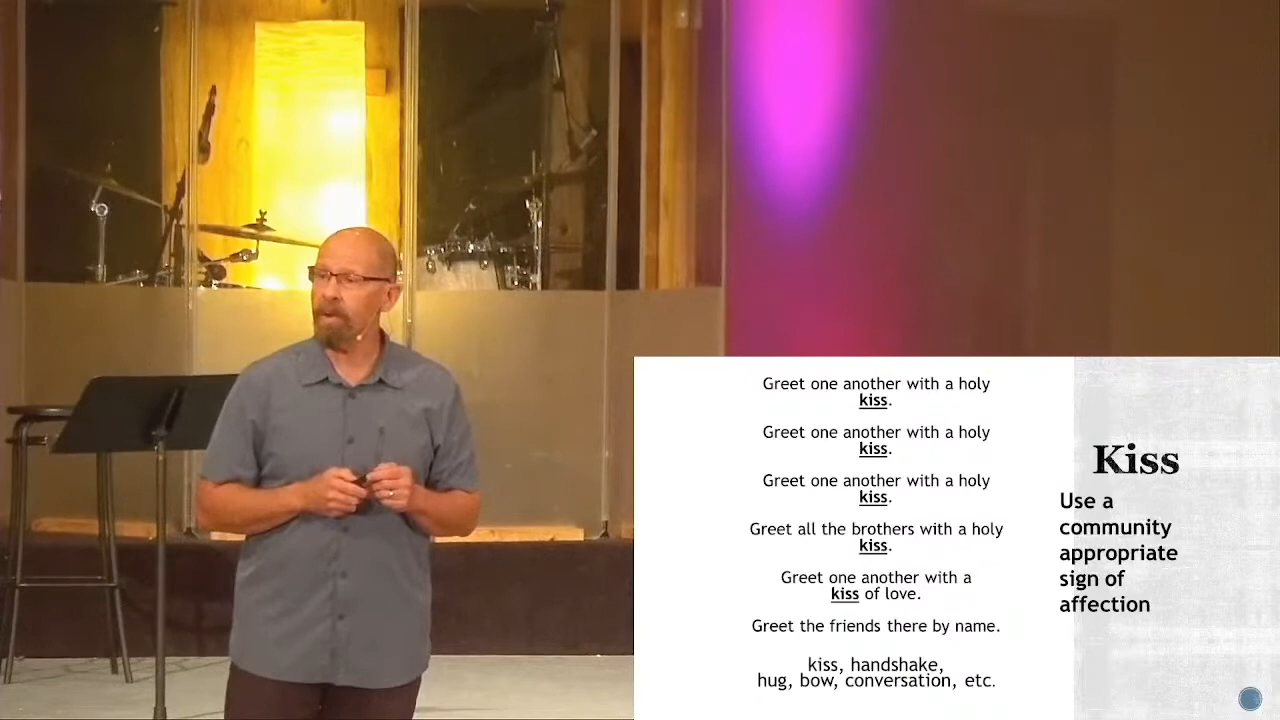 Greet one another with a holy
kiss.
Greet one another with a holy
kiss.
Greet one another with a holy
kiss.
Greet all the brothers with a holy
kiss.
Greet one another with a
kiss of love.
Greet the friends there by name.
kiss, handshake,
hug, bow, conversation, etc.
Kiss
Use a
community
appropriate
sign of
affection